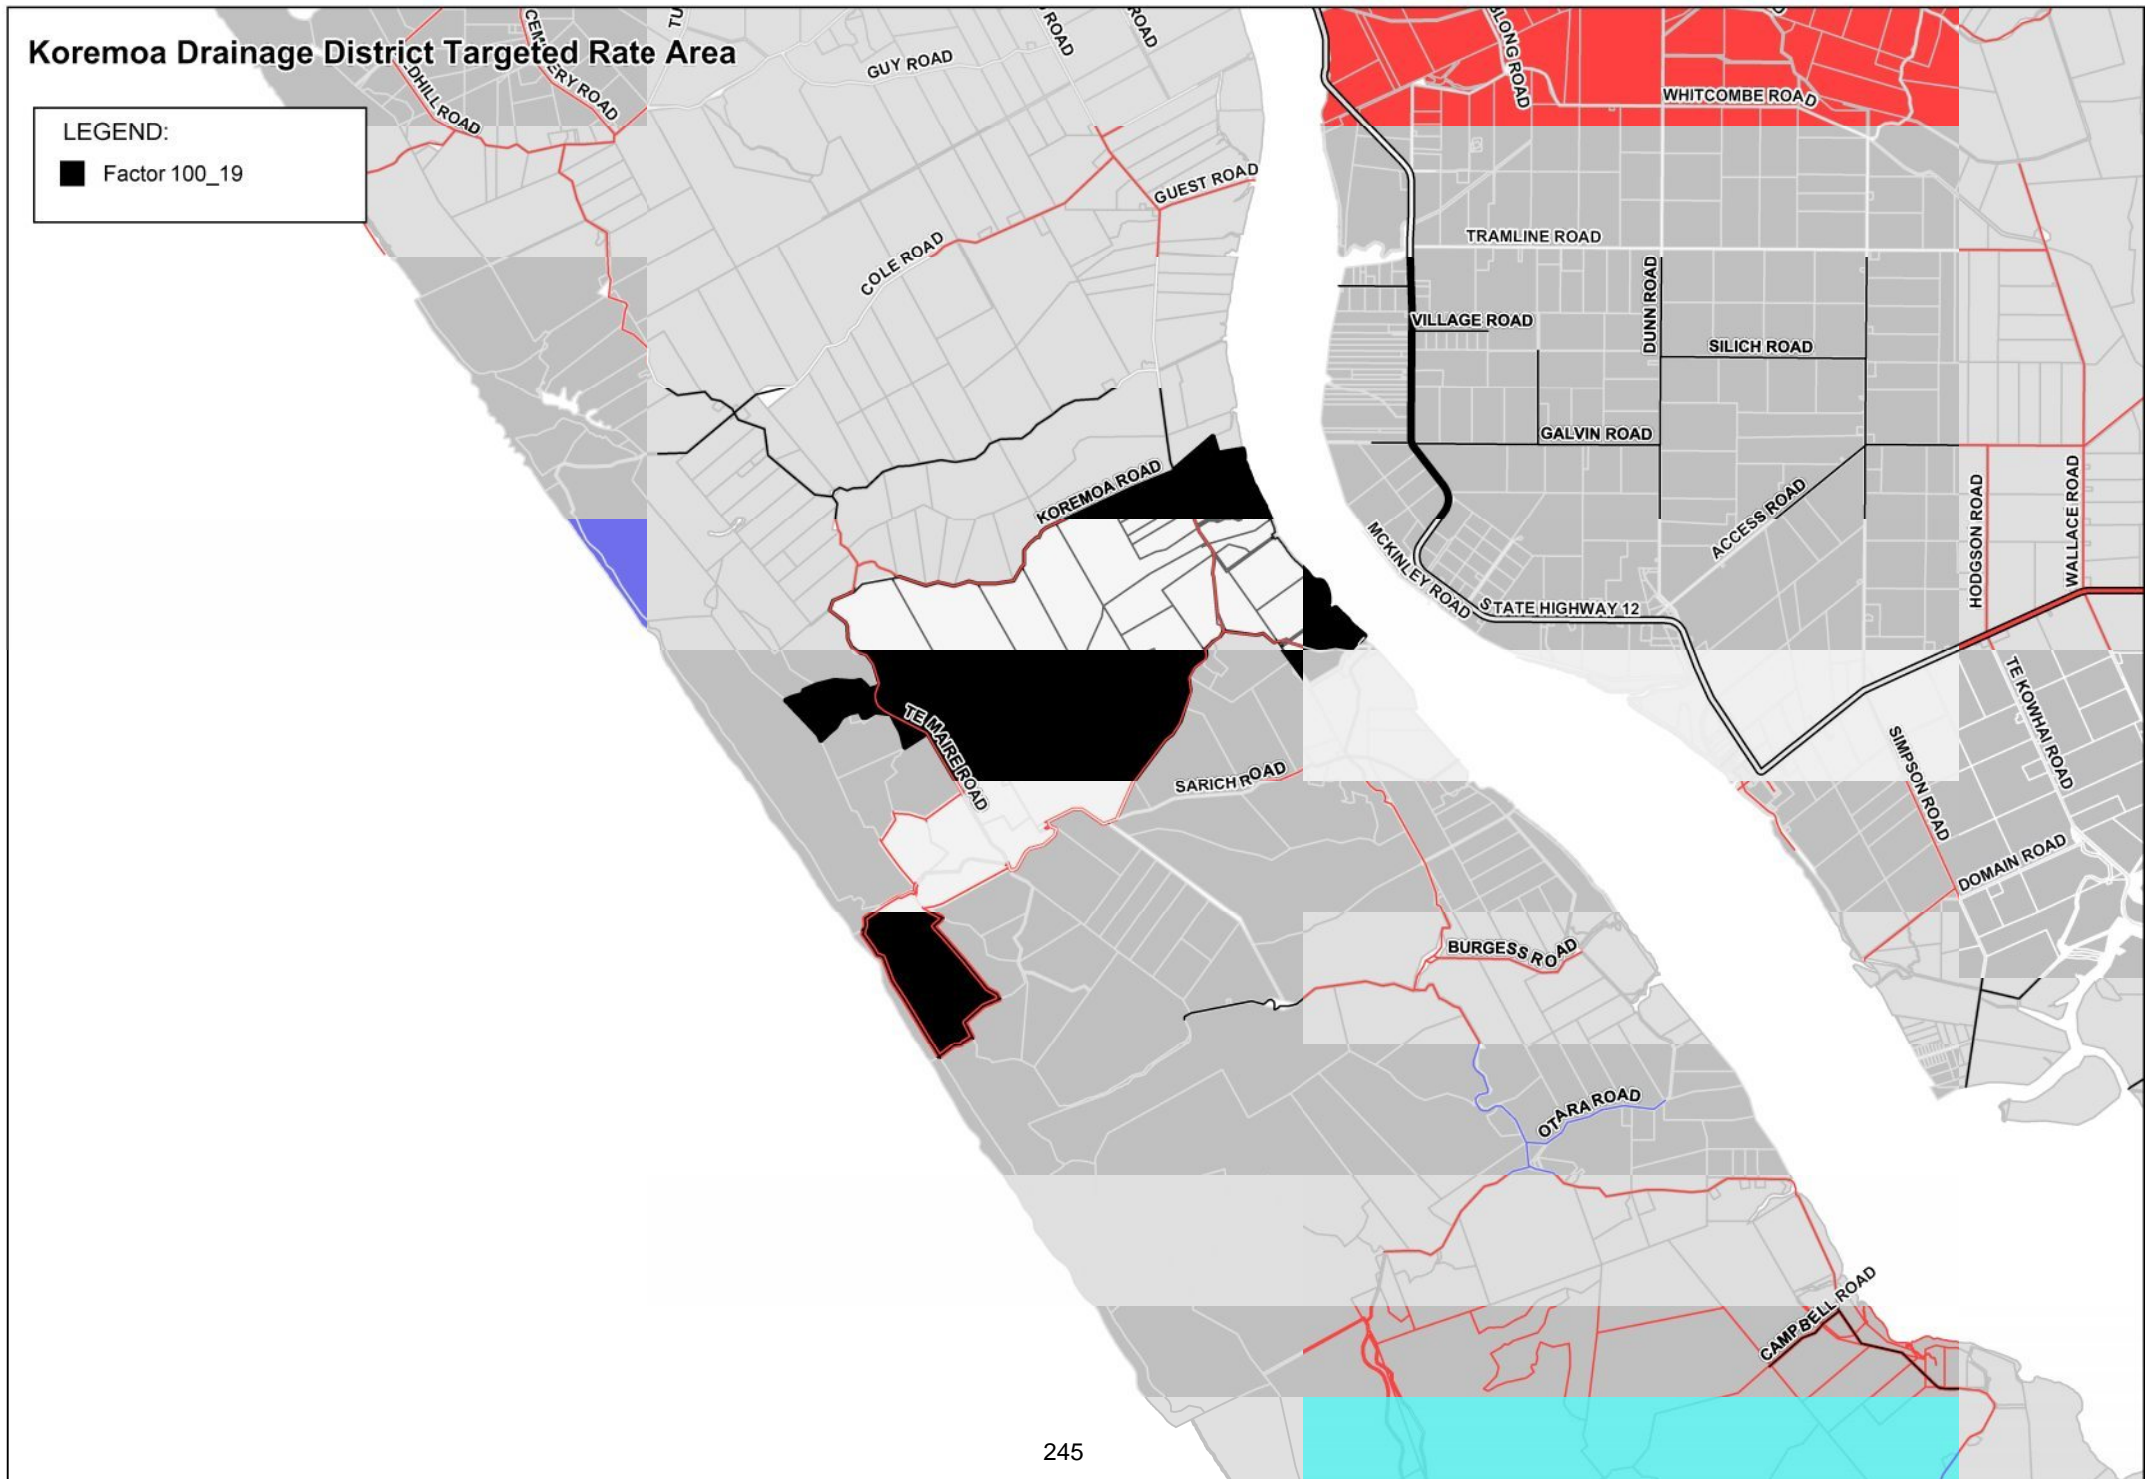 Koremoa Drainage District Targeted Rate Area
LEGEND:
Factor 100_19
GUY ROAD
ROAD
ROAD
WHITCOMBE ROAD
GUEST ROAD
TRAMLINE ROAD
COLE ROAD
DUNN ROAD
VILLAGE ROAD
SILICH ROAD
GALVIN ROAD
KOREMOA ROAD
ACCESS ROAD
HODGSON ROAD
WALLACE ROAD
MCKINLEY ROAD
STATE HIGHWAY 12
TE MAIRE ROAD
SARICH ROAD
TE KOWHAI ROAD
SIMPSON ROAD
DOMAIN ROAD
BURGESS ROAD
OTARA ROAD
CAMPBELL ROAD
245